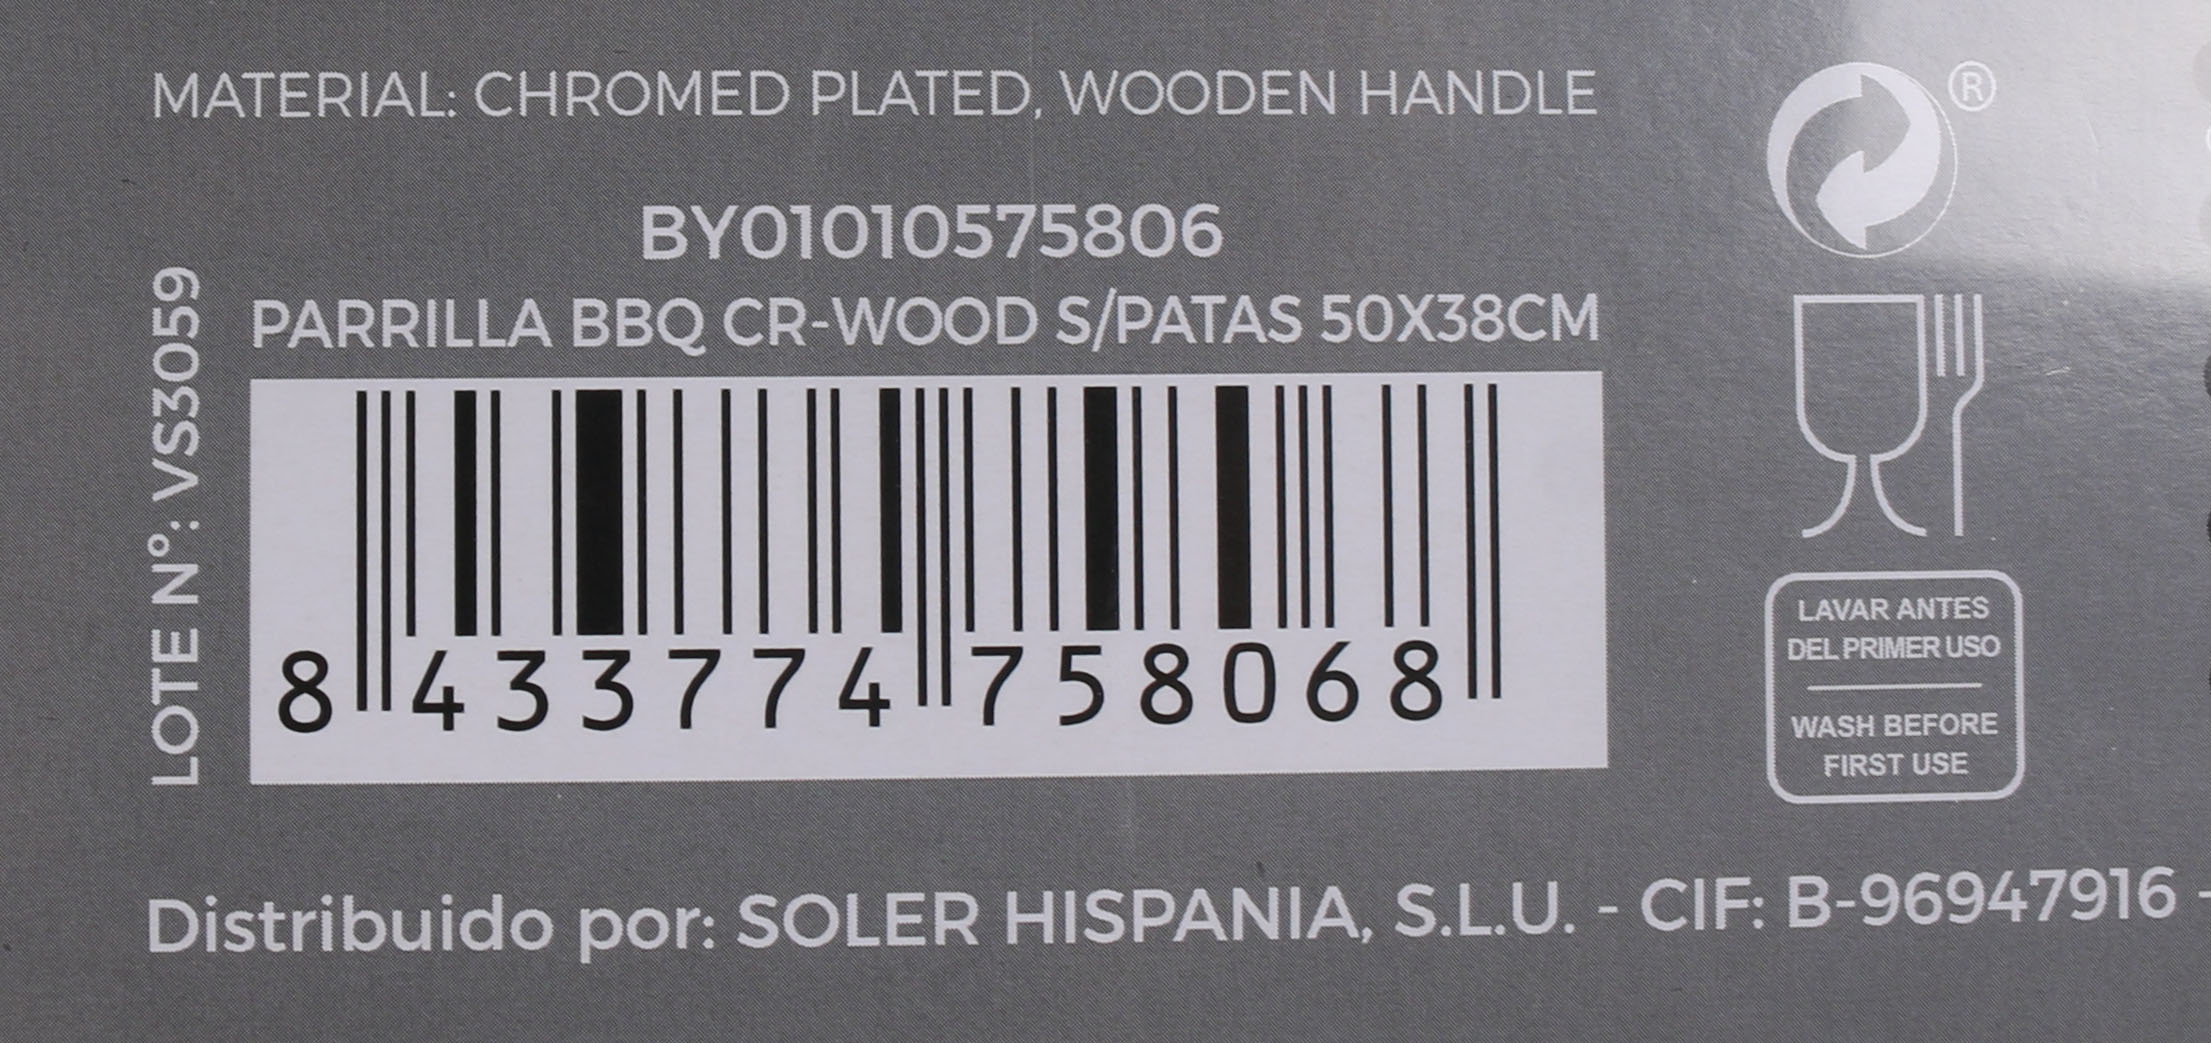 MATERIAL: CHROMED PLATED, WOODEN HANDLE
®
BY01010575806
LOTE Nº: VS3059
PARRILLA BBQ CR-WOOD S/PATAS 50X38CM
8 433774 758068
LAVAR ANTES
DEL PRIMER USO
WASH BEFORE
FIRST USE
Distribuido por: SOLER HISPANIA, S.L.U. - CIF: B-96947916 -